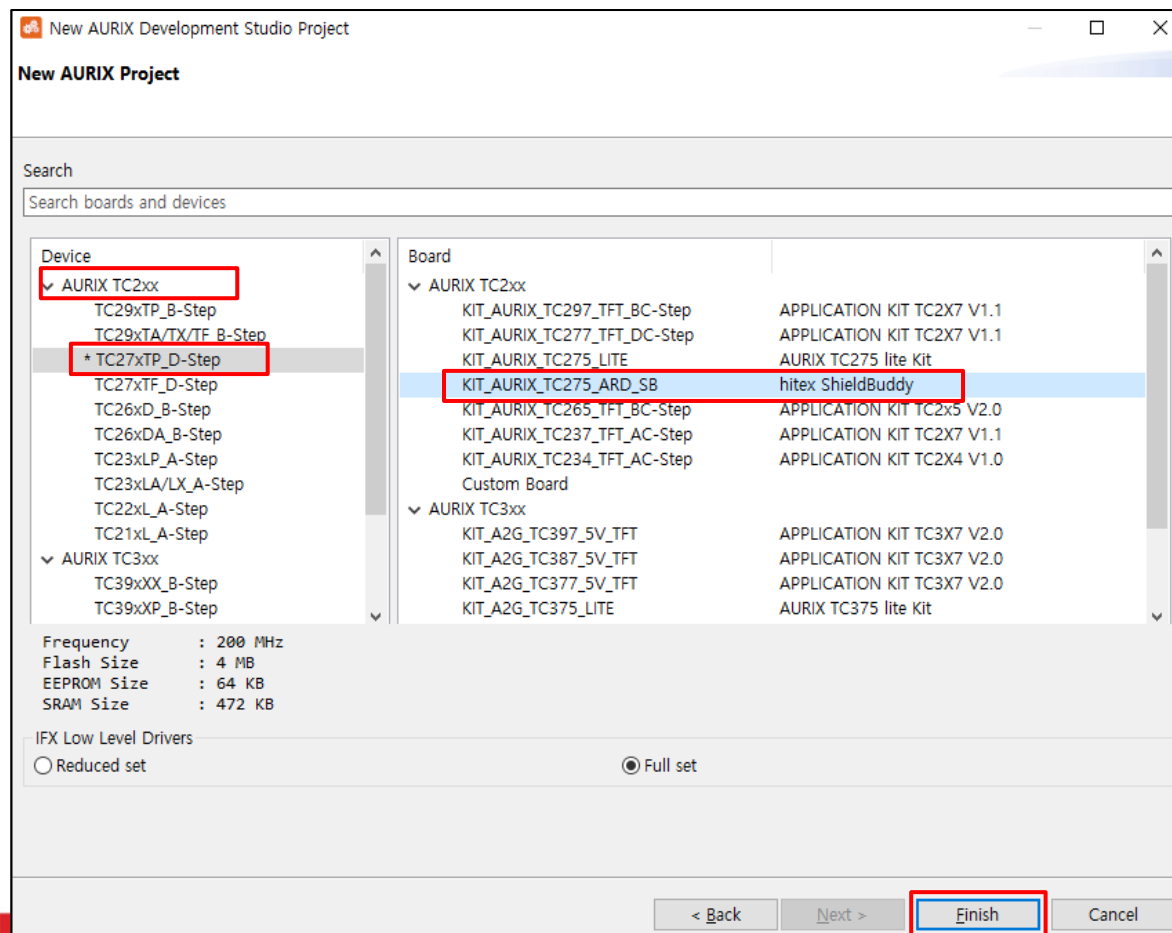 New AURIX Development Studio Project
New AURIX Project
Search
Search boards and devices
Device
AURIX TC2xx
TC29xTP_B-Step
TC29xTA/TX/TF_B-Step
* TC27xTP_D-Step
TC27xTF_D-Step
TC26xD_B-Step
TC26xDA_B-Step
TC23xLP_A-Step
TC23xLA/LX_A-Step
TC22xL_A-Step
TC21xL_A-Step
AURIX TC3xx
TC39xXX_B-Step
TC39xXP_B-Step
Board
AURIX TC2xx
KIT_AURIX_TC297_TFT_BC-Step APPLICATION KIT TC2X7 V1.1
KIT_AURIX_TC277_TFT_DC-Step APPLICATION KIT TC2X7 V1.1
KIT_AURIX_TC275_LITE AURIX TC275 lite Kit
KIT_AURIX_TC275_ARD_SB hitex ShieldBuddy
KIT_AURIX_TC265_TFT_BC-Step APPLICATION KIT TC2x5 V2.0
KIT_AURIX_TC237_TFT_AC-Step APPLICATION KIT TC2X7 V1.1
KIT_AURIX_TC234_TFT_AC-Step APPLICATION KIT TC2X4 V1.0
Custom Board
AURIX TC3xx
KIT_A2G_TC397_5V_TFT APPLICATION KIT TC3X7 V2.0
KIT_A2G_TC387_5V_TFT APPLICATION KIT TC3X7 V2.0
KIT_A2G_TC377_5V_TFT APPLICATION KIT TC3X7 V2.0
KIT_A2G_TC375_LITE AURIX TC375 lite Kit
Frequency : 200 MHz
Flash Size : 4 MB
EEPROM Size : 64 KB
SRAM Size : 472 KB
IFX Low Level Drivers
Reduced set Full set
< Back Next > Finish Cancel